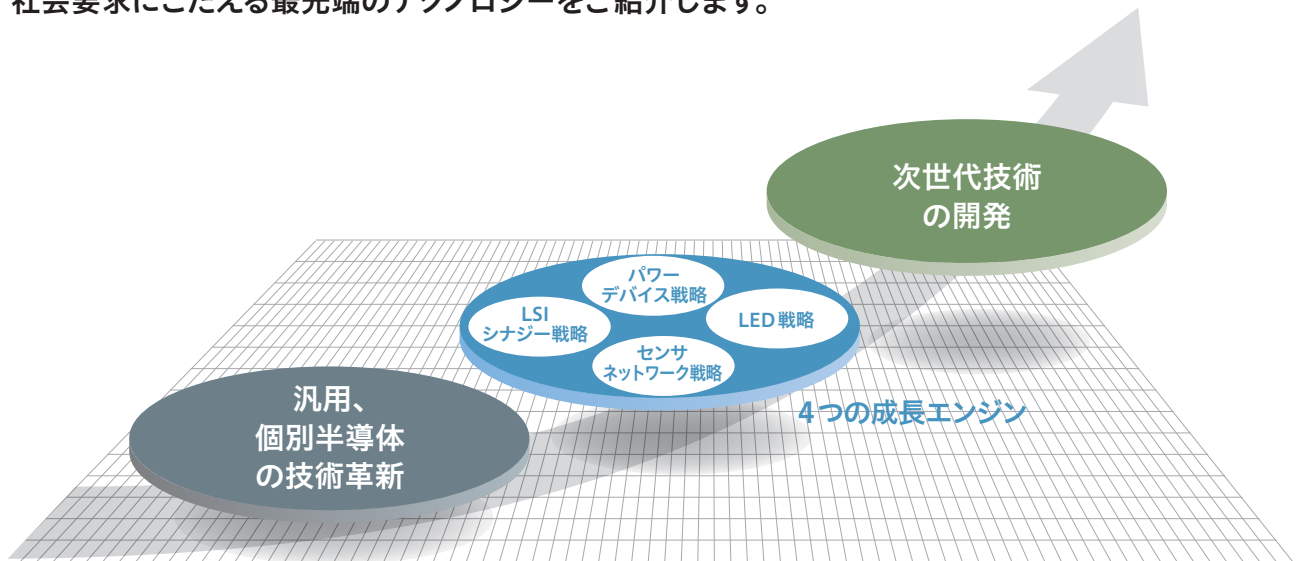 社会要求にこたえる最先端のテクノロジーをご紹介します。
次世代技術
の開発
パワー
デバイス戦略
LSI
シナジー戦略
LED戦略
センサ
ネットワーク戦略
4つの成長エンジン
汎用、
個別半導体
の技術革新